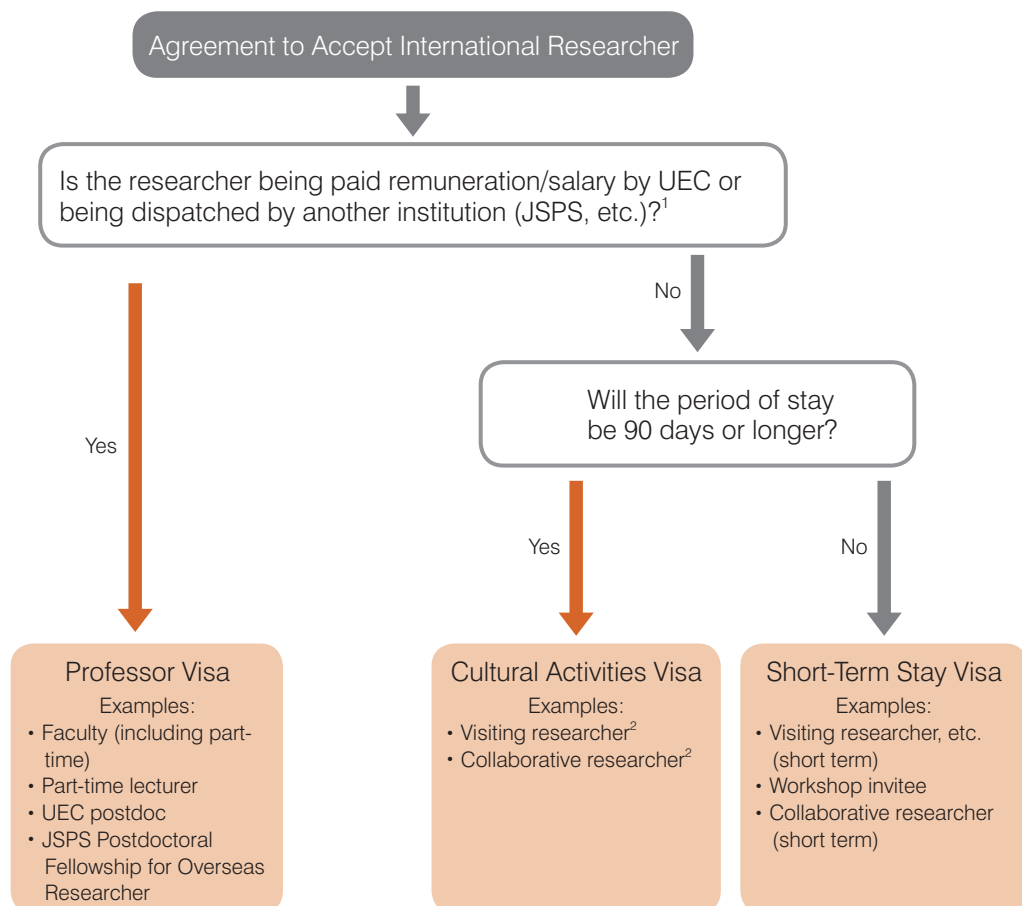 Agreement to Accept International Researcher
Is the researcher being paid remuneration/salary by UEC or
being dispatched by another institution (JSPS, etc.)?¹
No
Will the period of stay
be 90 days or longer?
Yes
Yes
No
Professor Visa
Examples:
• Faculty (including part-
time)
• Part-time lecturer
• UEC postdoc
• JSPS Postdoctoral
Fellowship for Overseas
Researcher
Cultural Activities Visa
Examples:
• Visiting researcher²
• Collaborative researcher²
Short-Term Stay Visa
Examples:
• Visiting researcher, etc.
(short term)
• Workshop invitee
• Collaborative researcher
(short term)